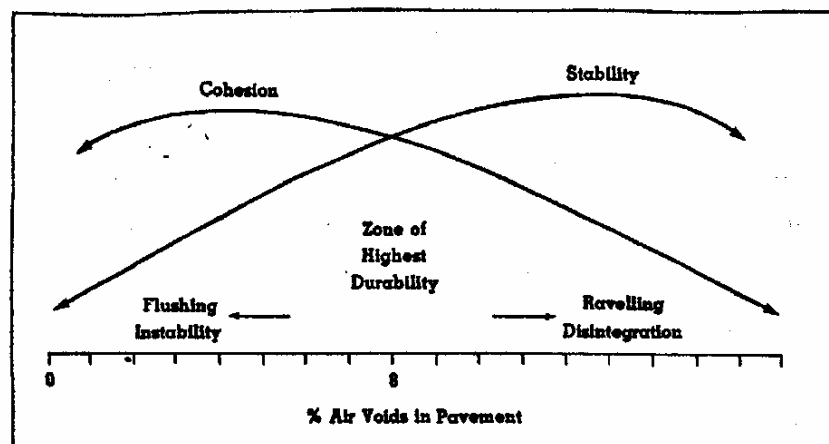 Cohesion
Stability
Zone of
Highest
Durability
Flushing
Instability
Ravelling
Disintegration
0
8
% Air Voids in Pavement